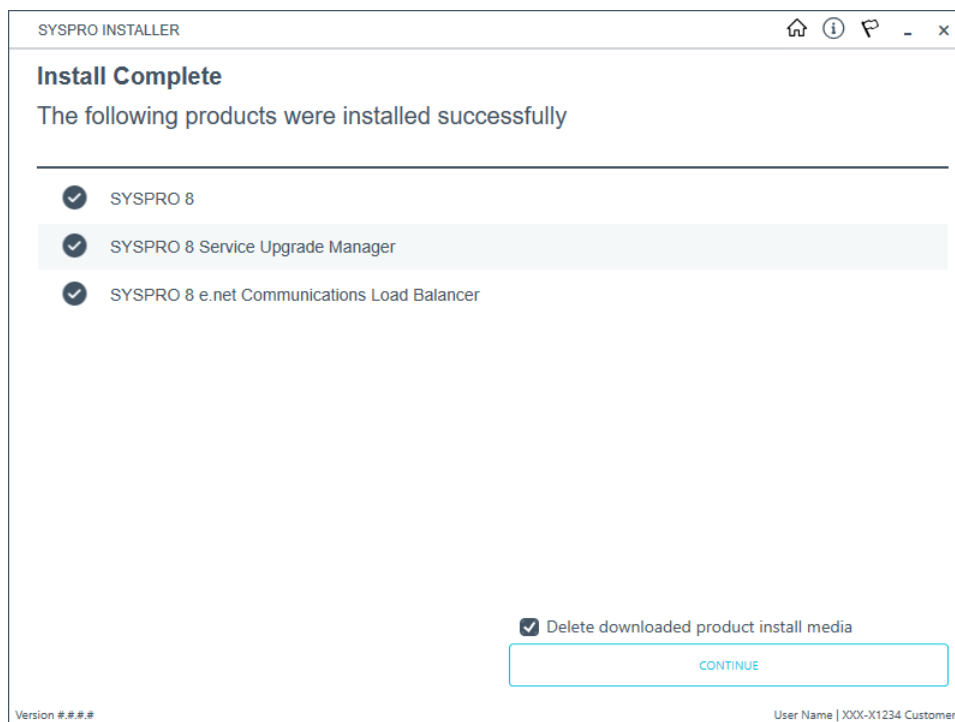 SYSPRO INSTALLER
Install Complete
The following products were installed successfully
SYSPRO 8
SYSPRO 8 Service Upgrade Manager
SYSPRO 8 e.net Communications Load Balancer
Delete downloaded product install media
CONTINUE
Version #.#.#.#
User Name | XXX-X1234 Customer